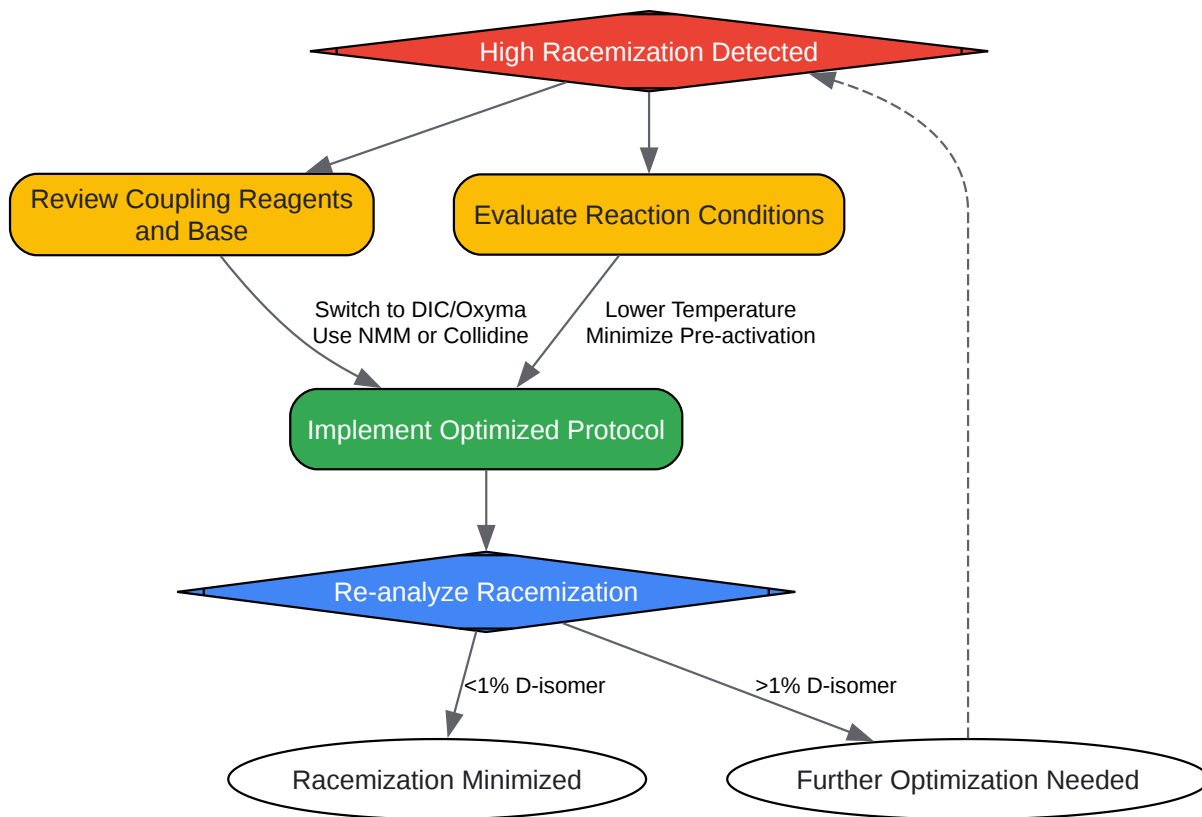 High Racemization Detected
Review Coupling Reagents
and Base
Evaluate Reaction Conditions
Switch to DIC/Oxyma
Use NMM or Collidine
Lower Temperature
Minimize Pre-activation
Implement Optimized Protocol
Re-analyze Racemization
<1% D-isomer
>1% D-isomer
Racemization Minimized
Further Optimization Needed